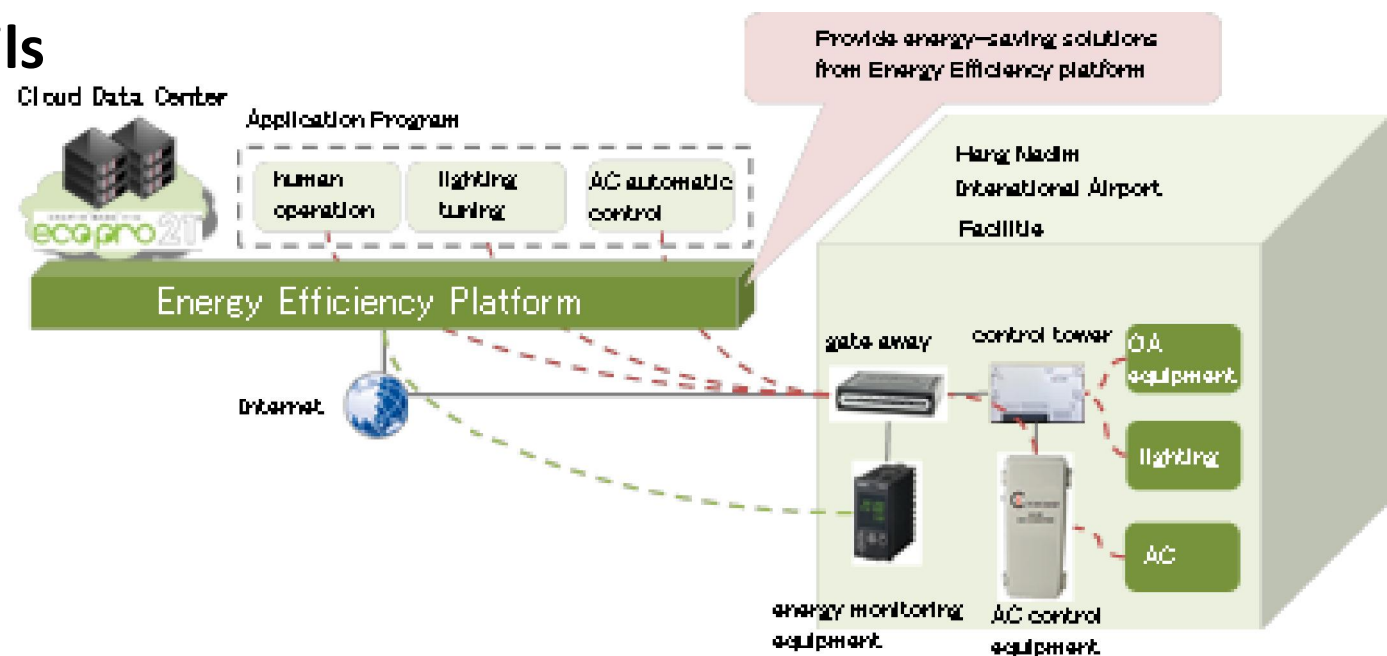 ils
Cloud Data Center
Application Program
human
operation
lighting
tuning
AC automatic
control
Provide energy-saving solutions
from Energy Efficiency platform
ecopro21
Energy Efficiency Platform
Internet
Hang Nadim
International Airport
Facilitie
gate away
control tower
OA
equipment
lighting
AC
energy monitoring
equipment
AC control
equipment